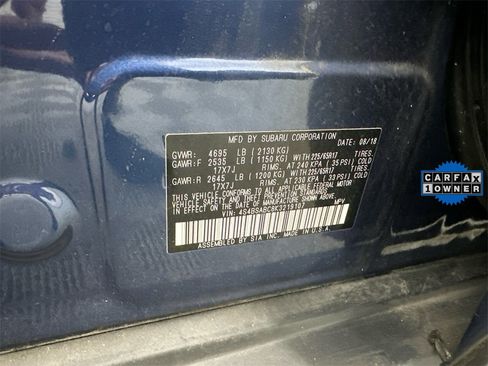 MFD BY SUBARU CORPORATION DATE: 08/18
GVWR: 4695 LB (2130 KG)
GAWR: F 2535 LB (1150 KG) WITH 225/65R17 TIRES.
17X7J RIMS. AT 240 KPA (35 PSI) COLD.
GAWR: R 2645 LB (1200 KG) WITH 225/65R17 TIRES.
17X7J RIMS. AT 230 KPA (33 PSI) COLD.
THIS VEHICLE CONFORMS TO ALL APPLICABLE FEDERAL MOTOR
VEHICLE SAFETY STANDARDS IN EFFECT ON THE
DATE OF MANUFACTURE SHOWN ABOVE.
VIN: MPV
ASSEMBLED BY SIA, INC. MADE IN U.S.A.
CARFAX
1 OWNER